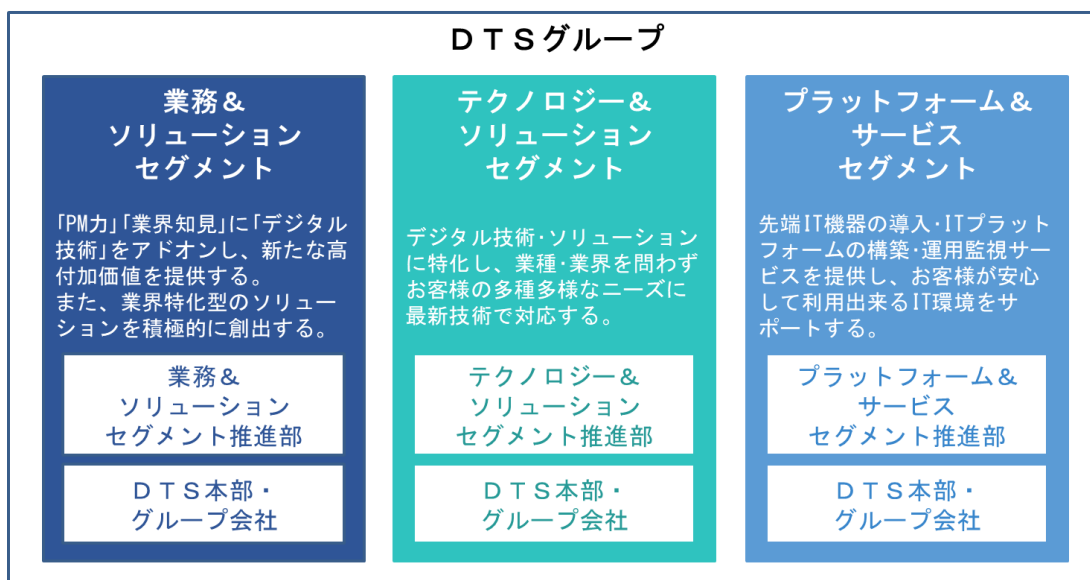 ＤＴＳグループ
業務＆
ソリューション
セグメント
「PM力」「業界知見」に「デジタル
技術」をアドオンし、新たな高
付加価値を提供する。
また、業界特化型のソリュー
ションを積極的に創出する。
業務＆
ソリューション
セグメント推進部
ＤＴＳ本部・
グループ会社
テクノロジー＆
ソリューション
セグメント
デジタル技術・ソリューション
に特化し、業種・業界を問わず
お客様の多種多様なニーズに
最新技術で対応する。
テクノロジー＆
ソリューション
セグメント推進部
ＤＴＳ本部・
グループ会社
プラットフォーム＆
サービス
セグメント
先端IT機器の導入・ITプラット
フォームの構築・運用監視サー
ビスを提供し、お客様が安心
して利用出来るIT環境をサ
ポートする。
プラットフォーム＆
サービス
セグメント推進部
ＤＴＳ本部・
グループ会社